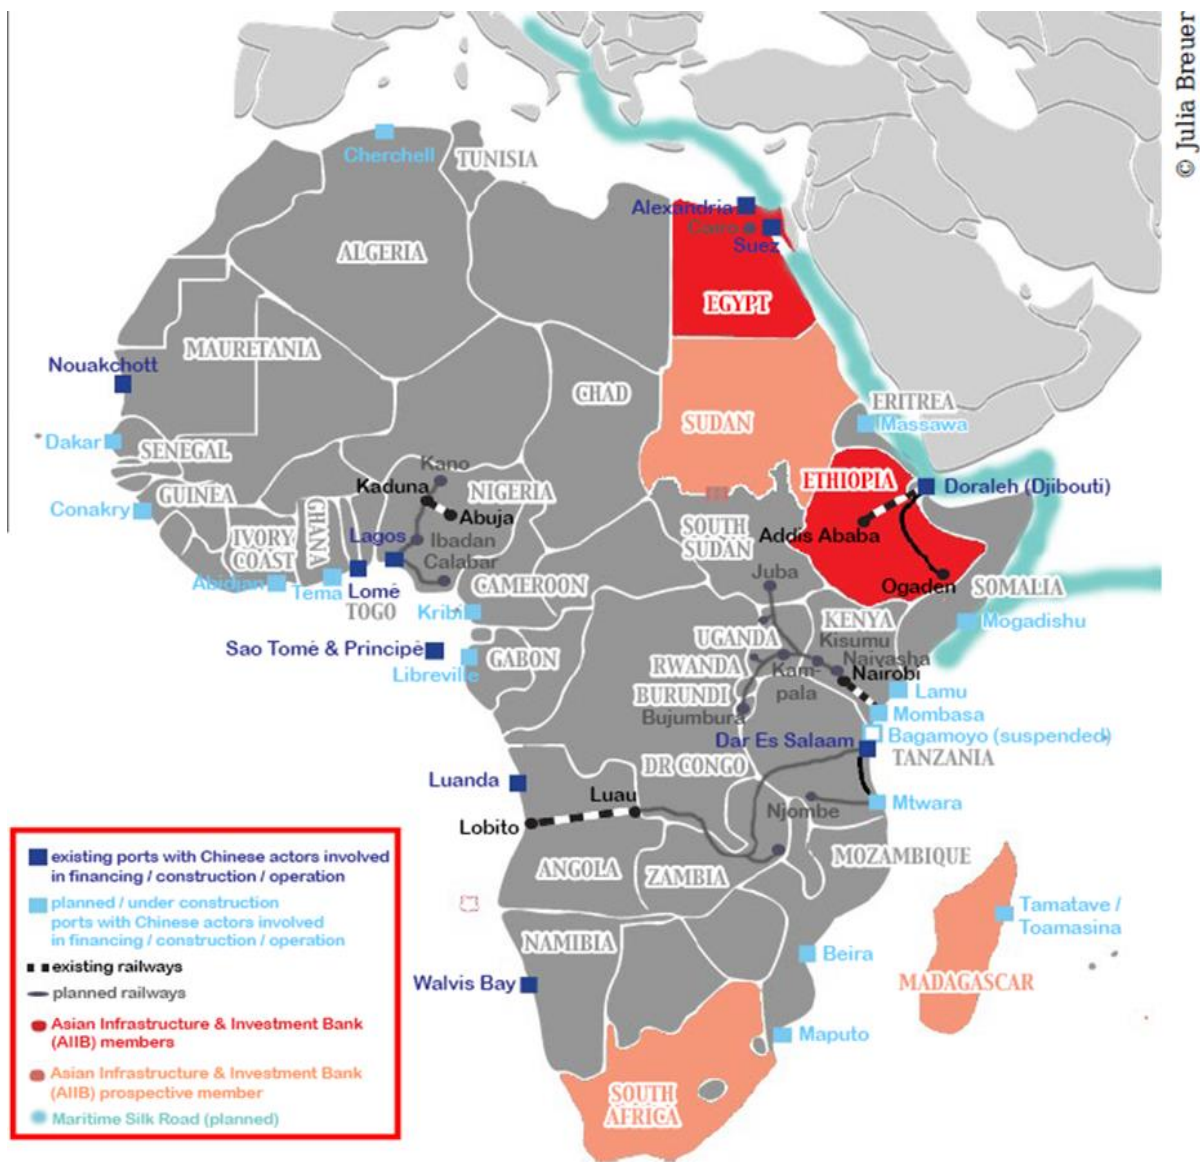 © Julia Breuer
Cherchell
TUNISIA
ALGERIA
Alexandria
Cairo
Suez
EGYPT
MAURETANIA
Nouakchott
CHAD
SUDAN
ERITREA
Massawa
Dakar
SENEGAL
Kano
Kaduna
NIGERIA
ETHIOPIA
Doraleh (Djibouti)
Conakry
GUINEA
IVORY
COAST
GHANA
Abuja
Lagos
Ibadan
Calabar
SOUTH
SUDAN
Addis Ababa
Ogaden
SOMALIA
Abidjan
Tema
Lomé
TOGO
CAMEROON
Kribi
Juba
KENYA
Mogadishu
Sao Tomé & Principé
Libreville
GABON
UGANDA
Kisumu
RWANDA
Naivasha
Nairobi
Kam-
pala
BURUNDI
Bujumbura
Lamu
Mombasa
Bagamoyo (suspended)
Dar Es Salaam
TANZANIA
DR CONGO
Luanda
Luau
Lobito
Njombe
Mtwara
ANGOLA
ZAMBIA
MOZAMBIQUE
Tamatave /
Toamasina
NAMIBIA
Beira
MADAGASCAR
Walvis Bay
Maputo
SOUTH
AFRICA
existing ports with Chinese actors involved
in financing / construction / operation
planned / under construction
ports with Chinese actors involved
in financing / construction / operation
existing railways
planned railways
Asian Infrastructure & Investment Bank
(AIIB) members
Asian Infrastructure & Investment Bank
(AIIB) prospective member
Maritime Silk Road (planned)